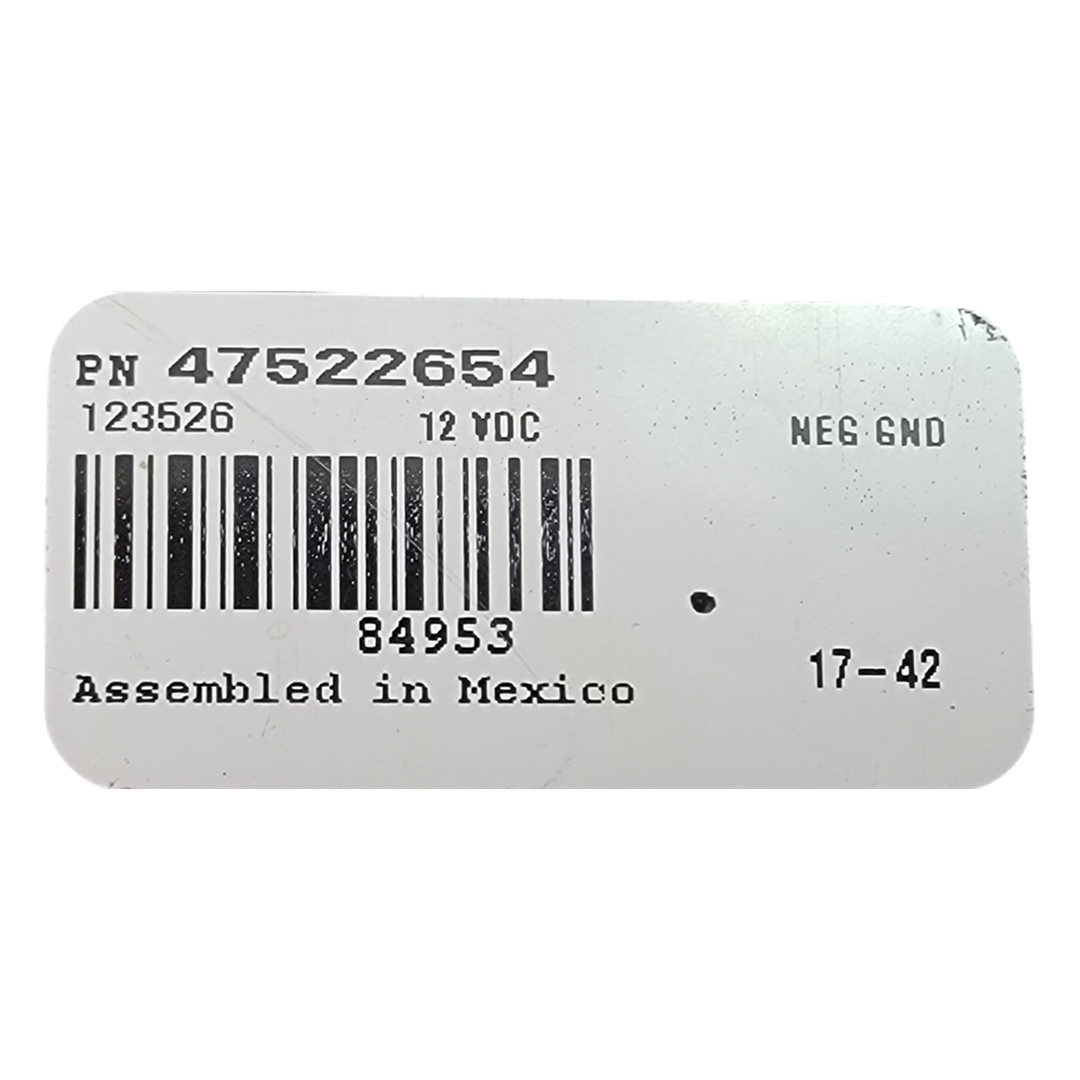 PN 47522654
123526 12 VDC NEG GND
84953
17-42
Assembled in Mexico